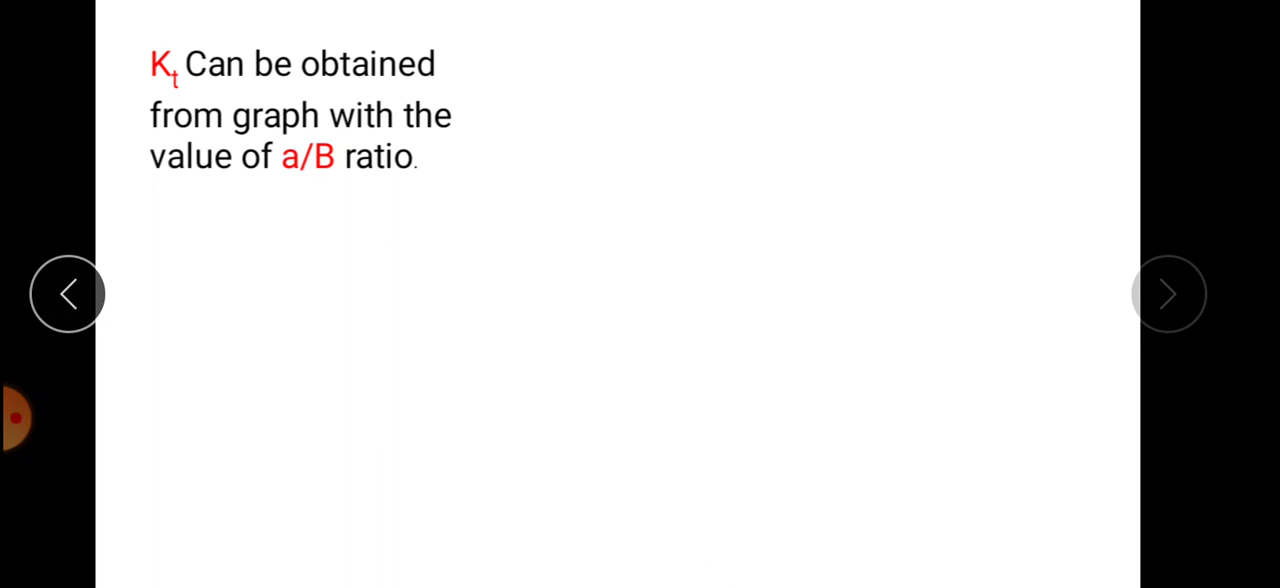 Kt Can be obtained
from graph with the
value of a/B ratio.